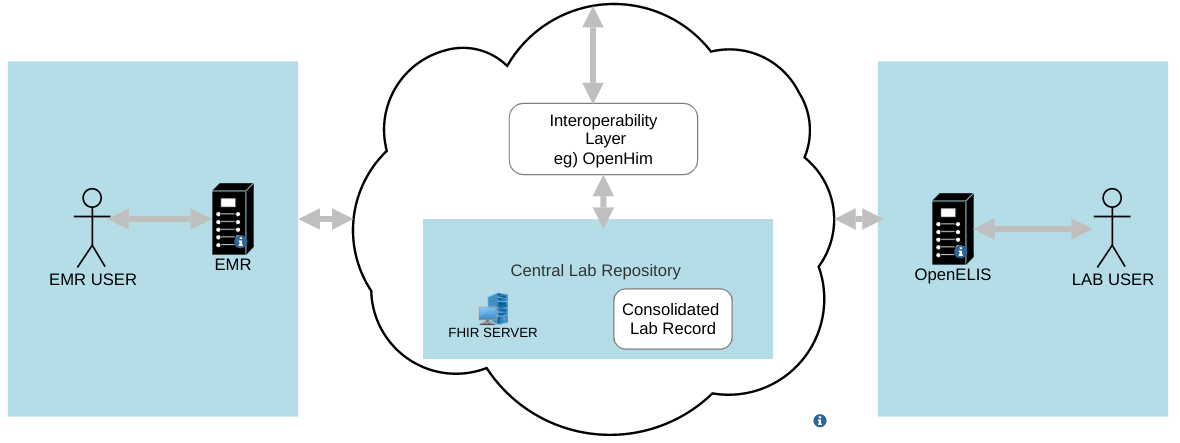 Interoperability
Layer
eg) OpenHim
EMR
EMR USER
Central Lab Repository
FHIR SERVER
Consolidated
Lab Record
OpenELIS
LAB USER